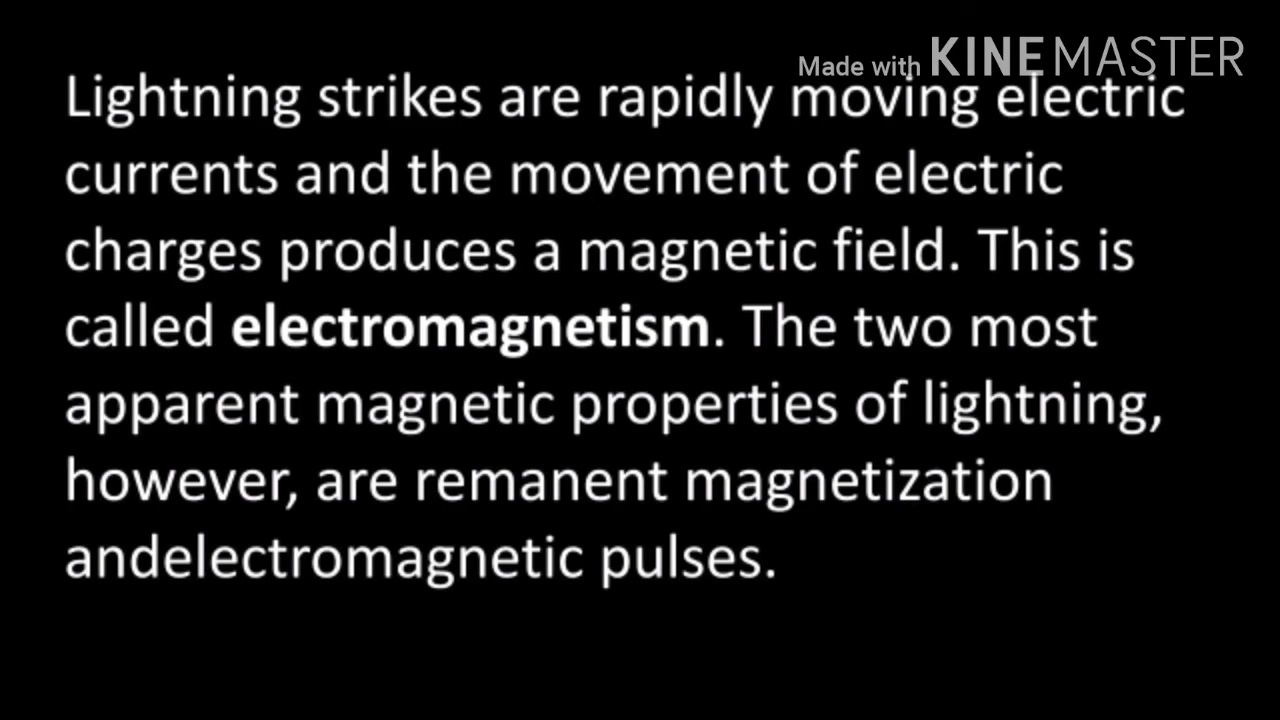 Made with KINEMASTER
Lightning strikes are rapidly moving electric
currents and the movement of electric
charges produces a magnetic field. This is
called electromagnetism. The two most
apparent magnetic properties of lightning,
however, are remanent magnetization
andelectromagnetic pulses.